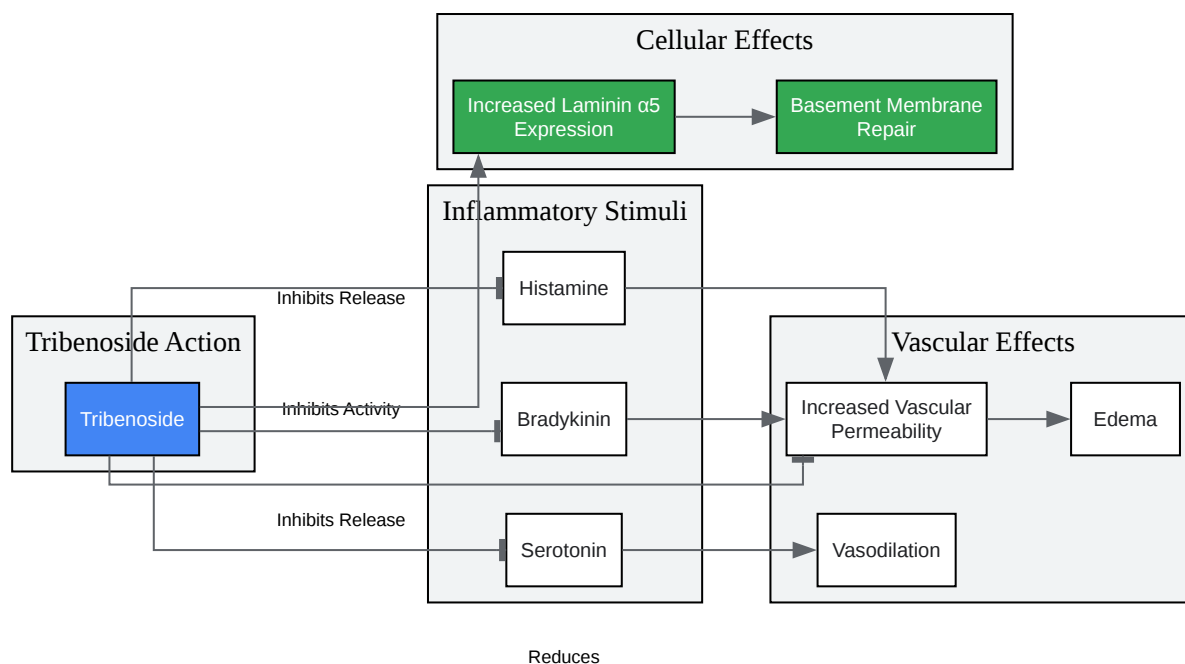 Cellular Effects
Increased Laminin α5
Expression
Basement Membrane
Repair
Inflammatory Stimuli
Histamine
Inhibits Release
Tribenoside Action
Vascular Effects
Tribenoside
Inhibits Activity
Bradykinin
Increased Vascular
Permeability
Edema
Inhibits Release
Serotonin
Vasodilation
Reduces